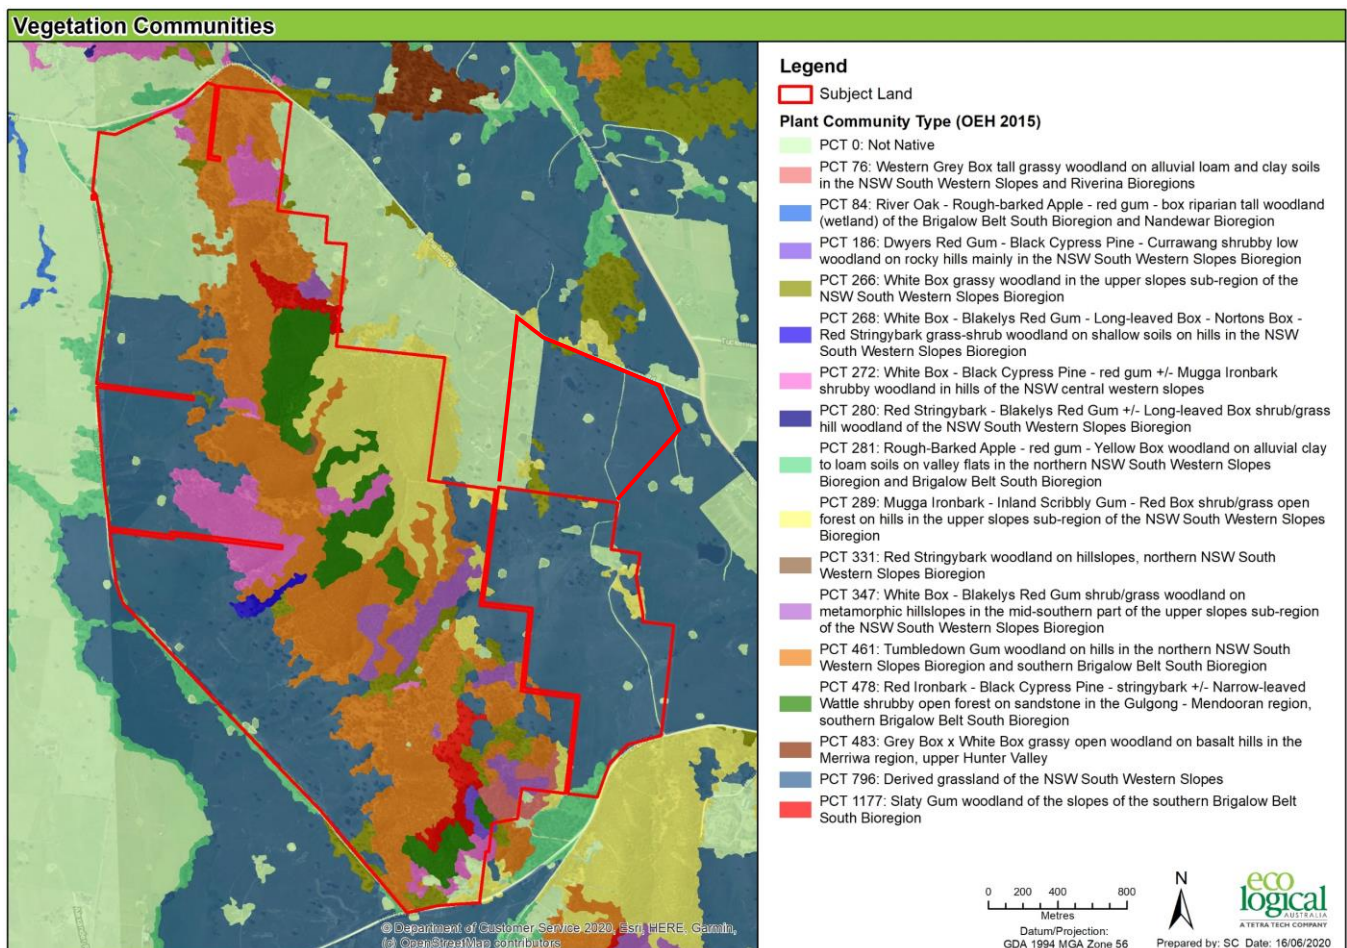 Vegetation Communities
Legend
Subject Land
Plant Community Type (OEH 2015)
PCT 0: Not Native
PCT 76: Western Grey Box tall grassy woodland on alluvial loam and clay soils
in the NSW South Western Slopes and Riverina Bioregions
PCT 84: River Oak - Rough-barked Apple - red gum - box riparian tall woodland
(wetland) of the Brigalow Belt South Bioregion and Nandewar Bioregion
PCT 186: Dwyers Red Gum - Black Cypress Pine - Currawang shrubby low
woodland on rocky hills mainly in the NSW South Western Slopes Bioregion
PCT 266: White Box grassy woodland in the upper slopes sub-region of the
NSW South Western Slopes Bioregion
PCT 268: White Box - Blakelys Red Gum - Long-leaved Box - Nortons Box -
Red Stringybark grass-shrub woodland on shallow soils on hills in the NSW
South Western Slopes Bioregion
PCT 272: White Box - Black Cypress Pine - red gum +/- Mugga Ironbark
shrubby woodland in hills of the NSW central western slopes
PCT 280: Red Stringybark - Blakelys Red Gum +/- Long-leaved Box shrub/grass
hill woodland of the NSW South Western Slopes Bioregion
PCT 281: Rough-Barked Apple - red gum - Yellow Box woodland on alluvial clay
to loam soils on valley flats in the northern NSW South Western Slopes
Bioregion and Brigalow Belt South Bioregion
PCT 289: Mugga Ironbark - Inland Scribbly Gum - Red Box shrub/grass open
forest on hills in the upper slopes sub-region of the NSW South Western Slopes
Bioregion
PCT 331: Red Stringybark woodland on hillslopes, northern NSW South
Western Slopes Bioregion
PCT 347: White Box - Blakelys Red Gum shrub/grass woodland on
metamorphic hillslopes in the mid-southern part of the upper slopes sub-region
of the NSW South Western Slopes Bioregion
PCT 461: Tumbledown Gum woodland on hills in the northern NSW South
Western Slopes Bioregion and southern Brigalow Belt South Bioregion
PCT 478: Red Ironbark - Black Cypress Pine - stringybark +/- Narrow-leaved
Wattle shrubby open forest on sandstone in the Gulgong - Mendooran region,
southern Brigalow Belt South Bioregion
PCT 483: Grey Box x White Box grassy open woodland on basalt hills in the
Merriwa region, upper Hunter Valley
PCT 796: Derived grassland of the NSW South Western Slopes
PCT 1177: Slaty Gum woodland of the slopes of the southern Brigalow Belt
South Bioregion
© Department of Customer Service 2020, Esri, HERE, Garmin,
(c) OpenStreetMap contributors
0 200 400 800
Metres
Datum/Projection:
GDA 1994 MGA Zone 56
N
eco
logical
AUSTRALIA
A TETRA TECH COMPANY
Prepared by: SC Date: 16/06/2020